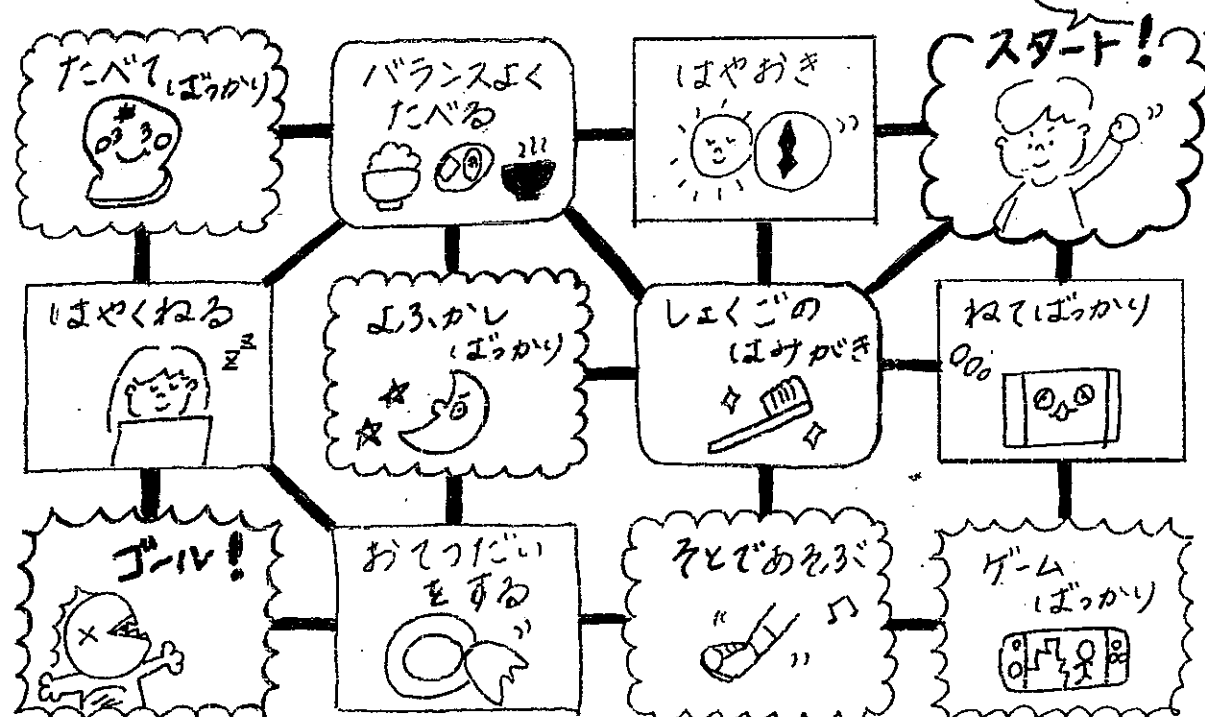 たべて
ばっかり
バランスよく
たべる
はやおき
スタート!
はやくねる
zz
よふかし
ばっかり
しょくごの
はみがき
ねてばっかり
ゴール!
おてつだい
をする
そとであそぶ
ゲーム
ばっかり